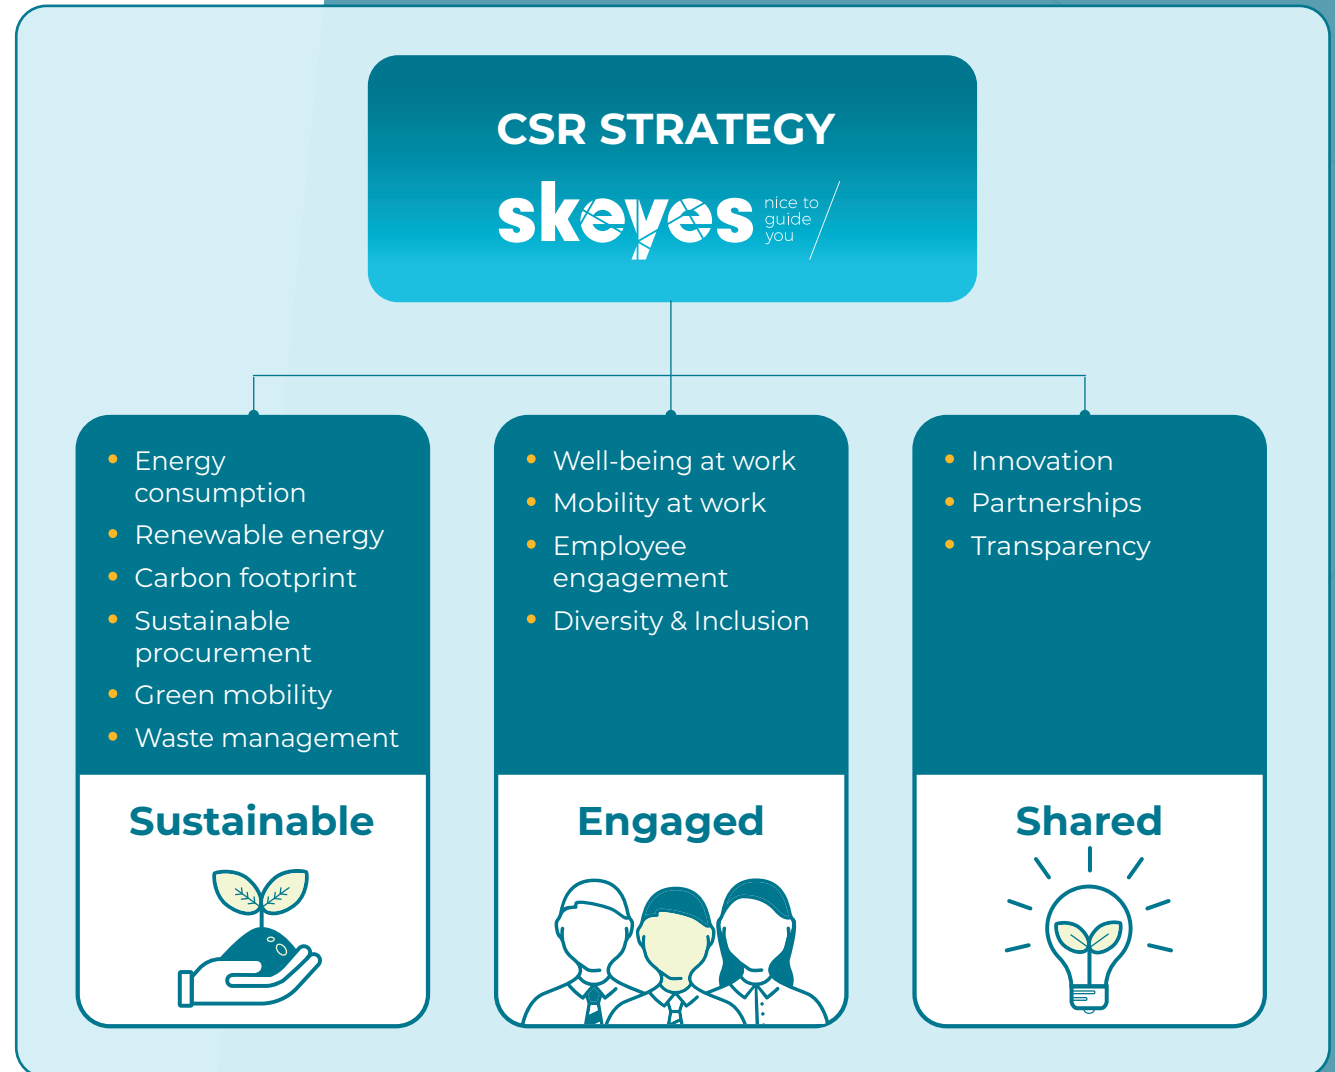 CSR STRATEGY
skeyes
nice to
guide
you
• Energy
consumption
• Renewable energy
• Carbon footprint
• Sustainable
procurement
• Green mobility
• Waste management
Sustainable
• Well-being at work
• Mobility at work
• Employee
engagement
• Diversity & Inclusion
Engaged
• Innovation
• Partnerships
• Transparency
Shared